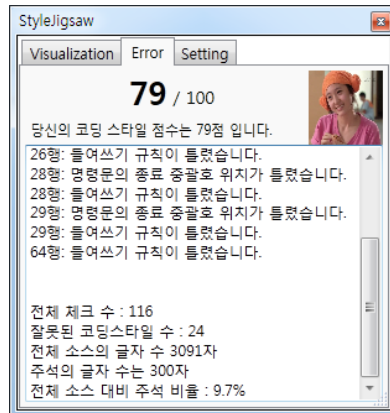 StyleJigsaw
Visualization Error Setting
79 / 100
당신의 코딩 스타일 점수는 79점 입니다.
26행: 들여쓰기 규칙이 틀렸습니다.
28행: 명령문의 종료 중괄호 위치가 틀렸습니다.
28행: 들여쓰기 규칙이 틀렸습니다.
29행: 명령문의 종료 중괄호 위치가 틀렸습니다.
29행: 들여쓰기 규칙이 틀렸습니다.
64행: 들여쓰기 규칙이 틀렸습니다.
전체 체크 수 : 116
잘못된 코딩스타일 수 : 24
전체 소스의 글자 수 3091자
주석의 글자 수는 300자
전체 소스 대비 주석 비율 : 9.7%